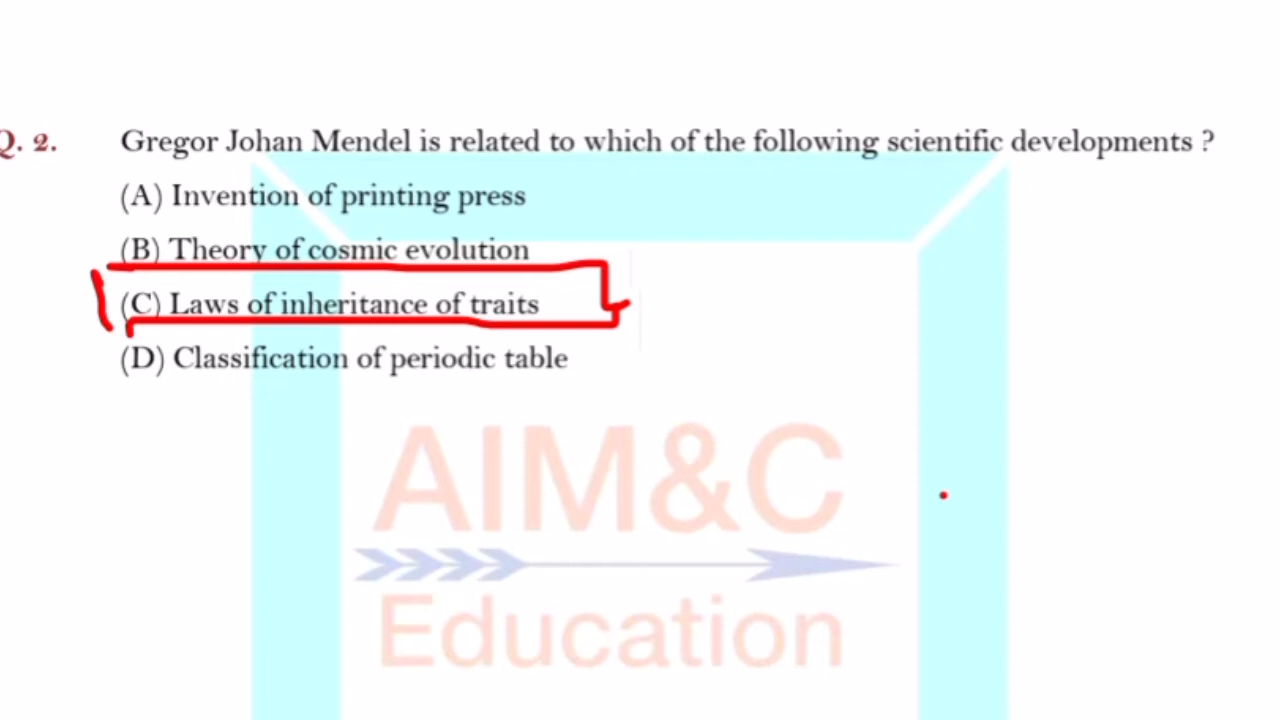 Q. 2. Gregor Johan Mendel is related to which of the following scientific developments ?
(A) Invention of printing press
(B) Theory of cosmic evolution
(C) Laws of inheritance of traits
(D) Classification of periodic table
AIM&C
Education